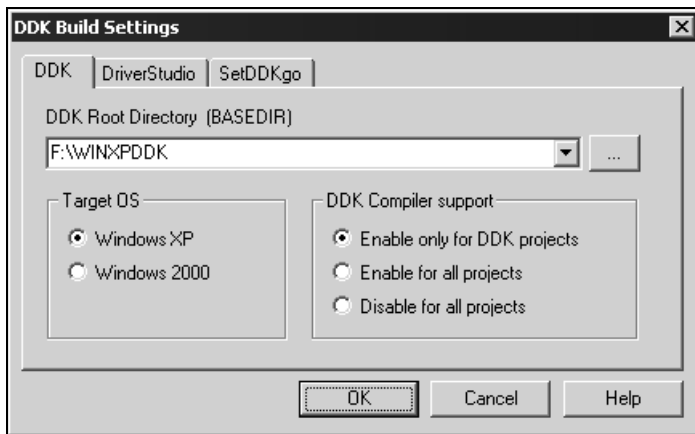 DDK Build Settings
DDK DriverStudio SetDDKgo
DDK Root Directory (BASEDIR)
F:\WINXPDDK ...
Target OS
Windows XP
Windows 2000
DDK Compiler support
Enable only for DDK projects
Enable for all projects
Disable for all projects
OK Cancel Help